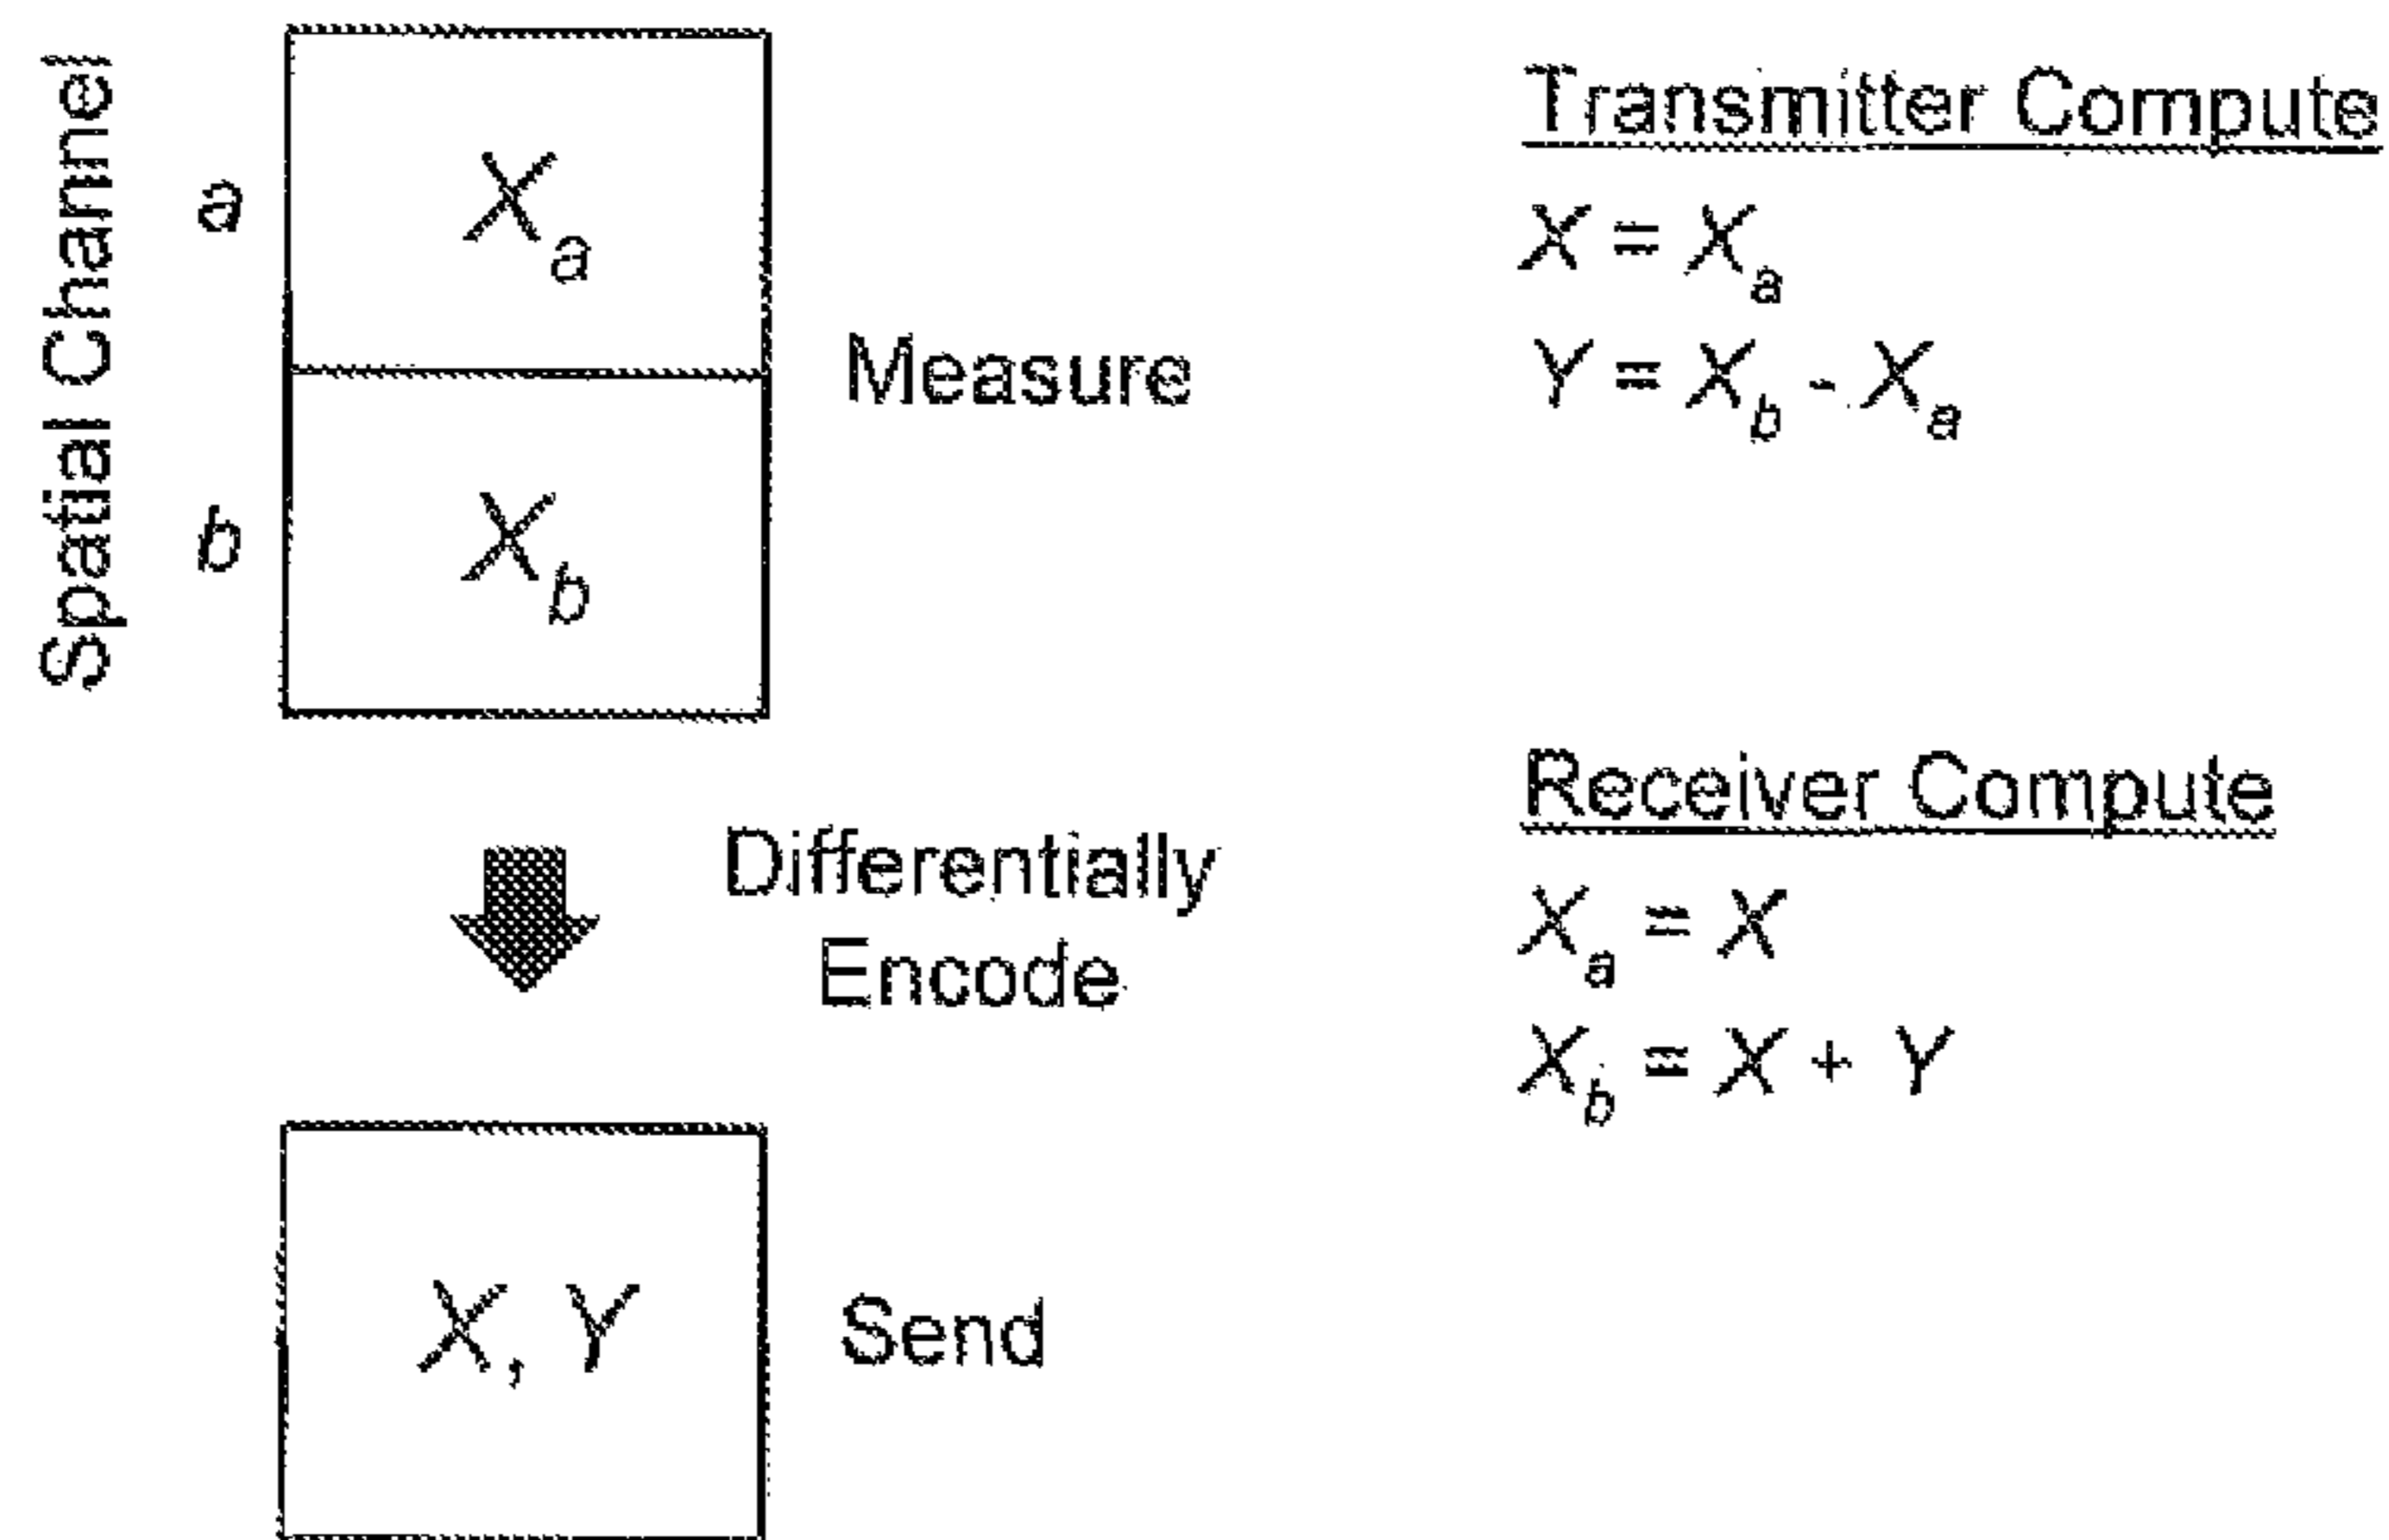 Spatial Channel
a
X_a
Measure
b
X_b
Differentially
Encode
X, Y
Send
Transmitter Compute
X = X_a
Y = X_b - X_a
Receiver Compute
X_a = X
X_b = X + Y